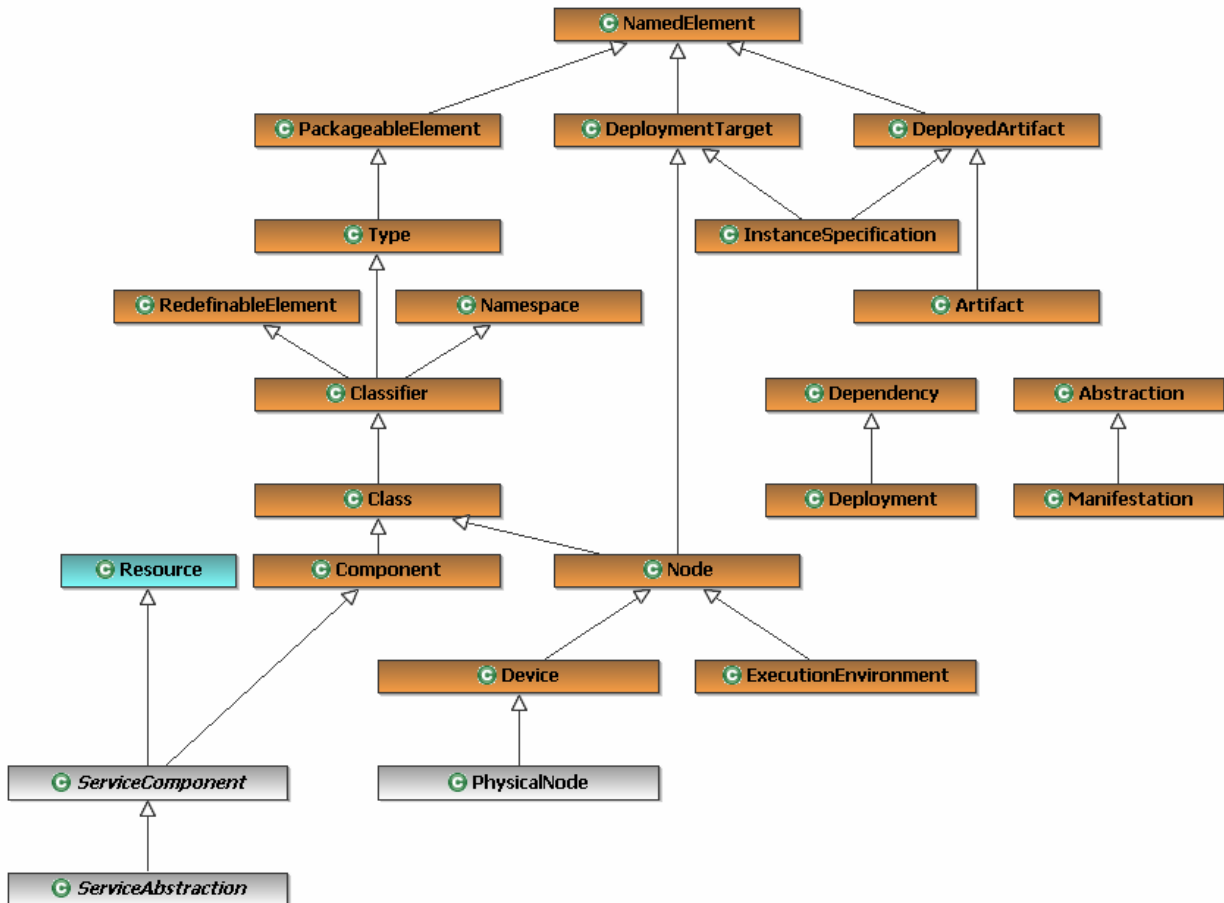 NamedElement
PackageableElement
DeploymentTarget
DeployedArtifact
Type
InstanceSpecification
RedefinableElement
Namespace
Artifact
Classifier
Dependency
Abstraction
Class
Deployment
Manifestation
Resource
Component
Node
Device
ExecutionEnvironment
ServiceComponent
PhysicalNode
ServiceAbstraction